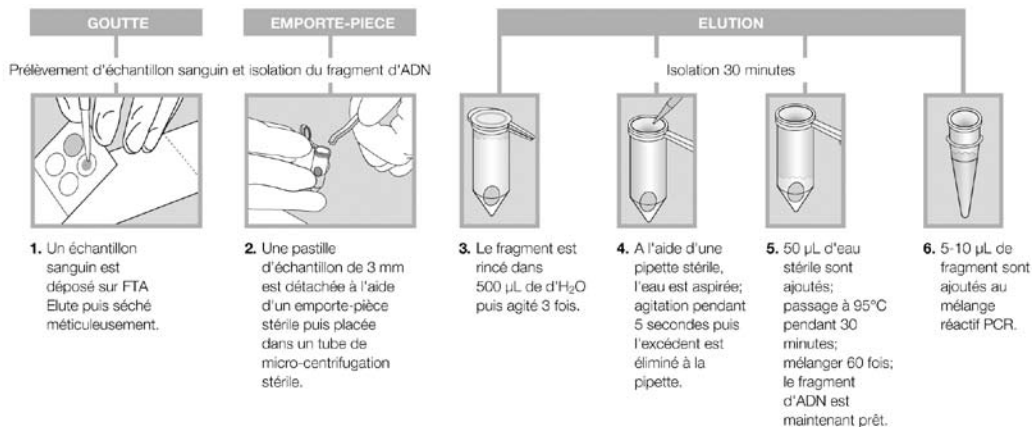 GOUTTE
EMPORTE-PIECE
ELUTION
Prélèvement d'échantillon sanguin et isolation du fragment d'ADN
Isolation 30 minutes
1. Un échantillon
sanguin est
déposé sur FTA
Elute puis séché
méticuleusement.
2. Une pastille
d'échantillon de 3 mm
est détachée à l'aide
d'un emporte-pièce
stérile puis placée
dans un tube de
micro-centrifugation
stérile.
3. Le fragment est
rincé dans
500 µL de d'H₂O
puis agité 3 fois.
4. A l'aide d'une
pipette stérile,
l'eau est aspirée;
agitation pendant
5 secondes puis
l'excédent est
éliminé à la
pipette.
5. 50 µL d'eau
stérile sont
ajoutés;
passage à 95°C
pendant 30
minutes;
mélanger 60 fois;
le fragment
d'ADN est
maintenant prêt.
6. 5-10 µL de
fragment sont
ajoutés au
mélange
réactif PCR.